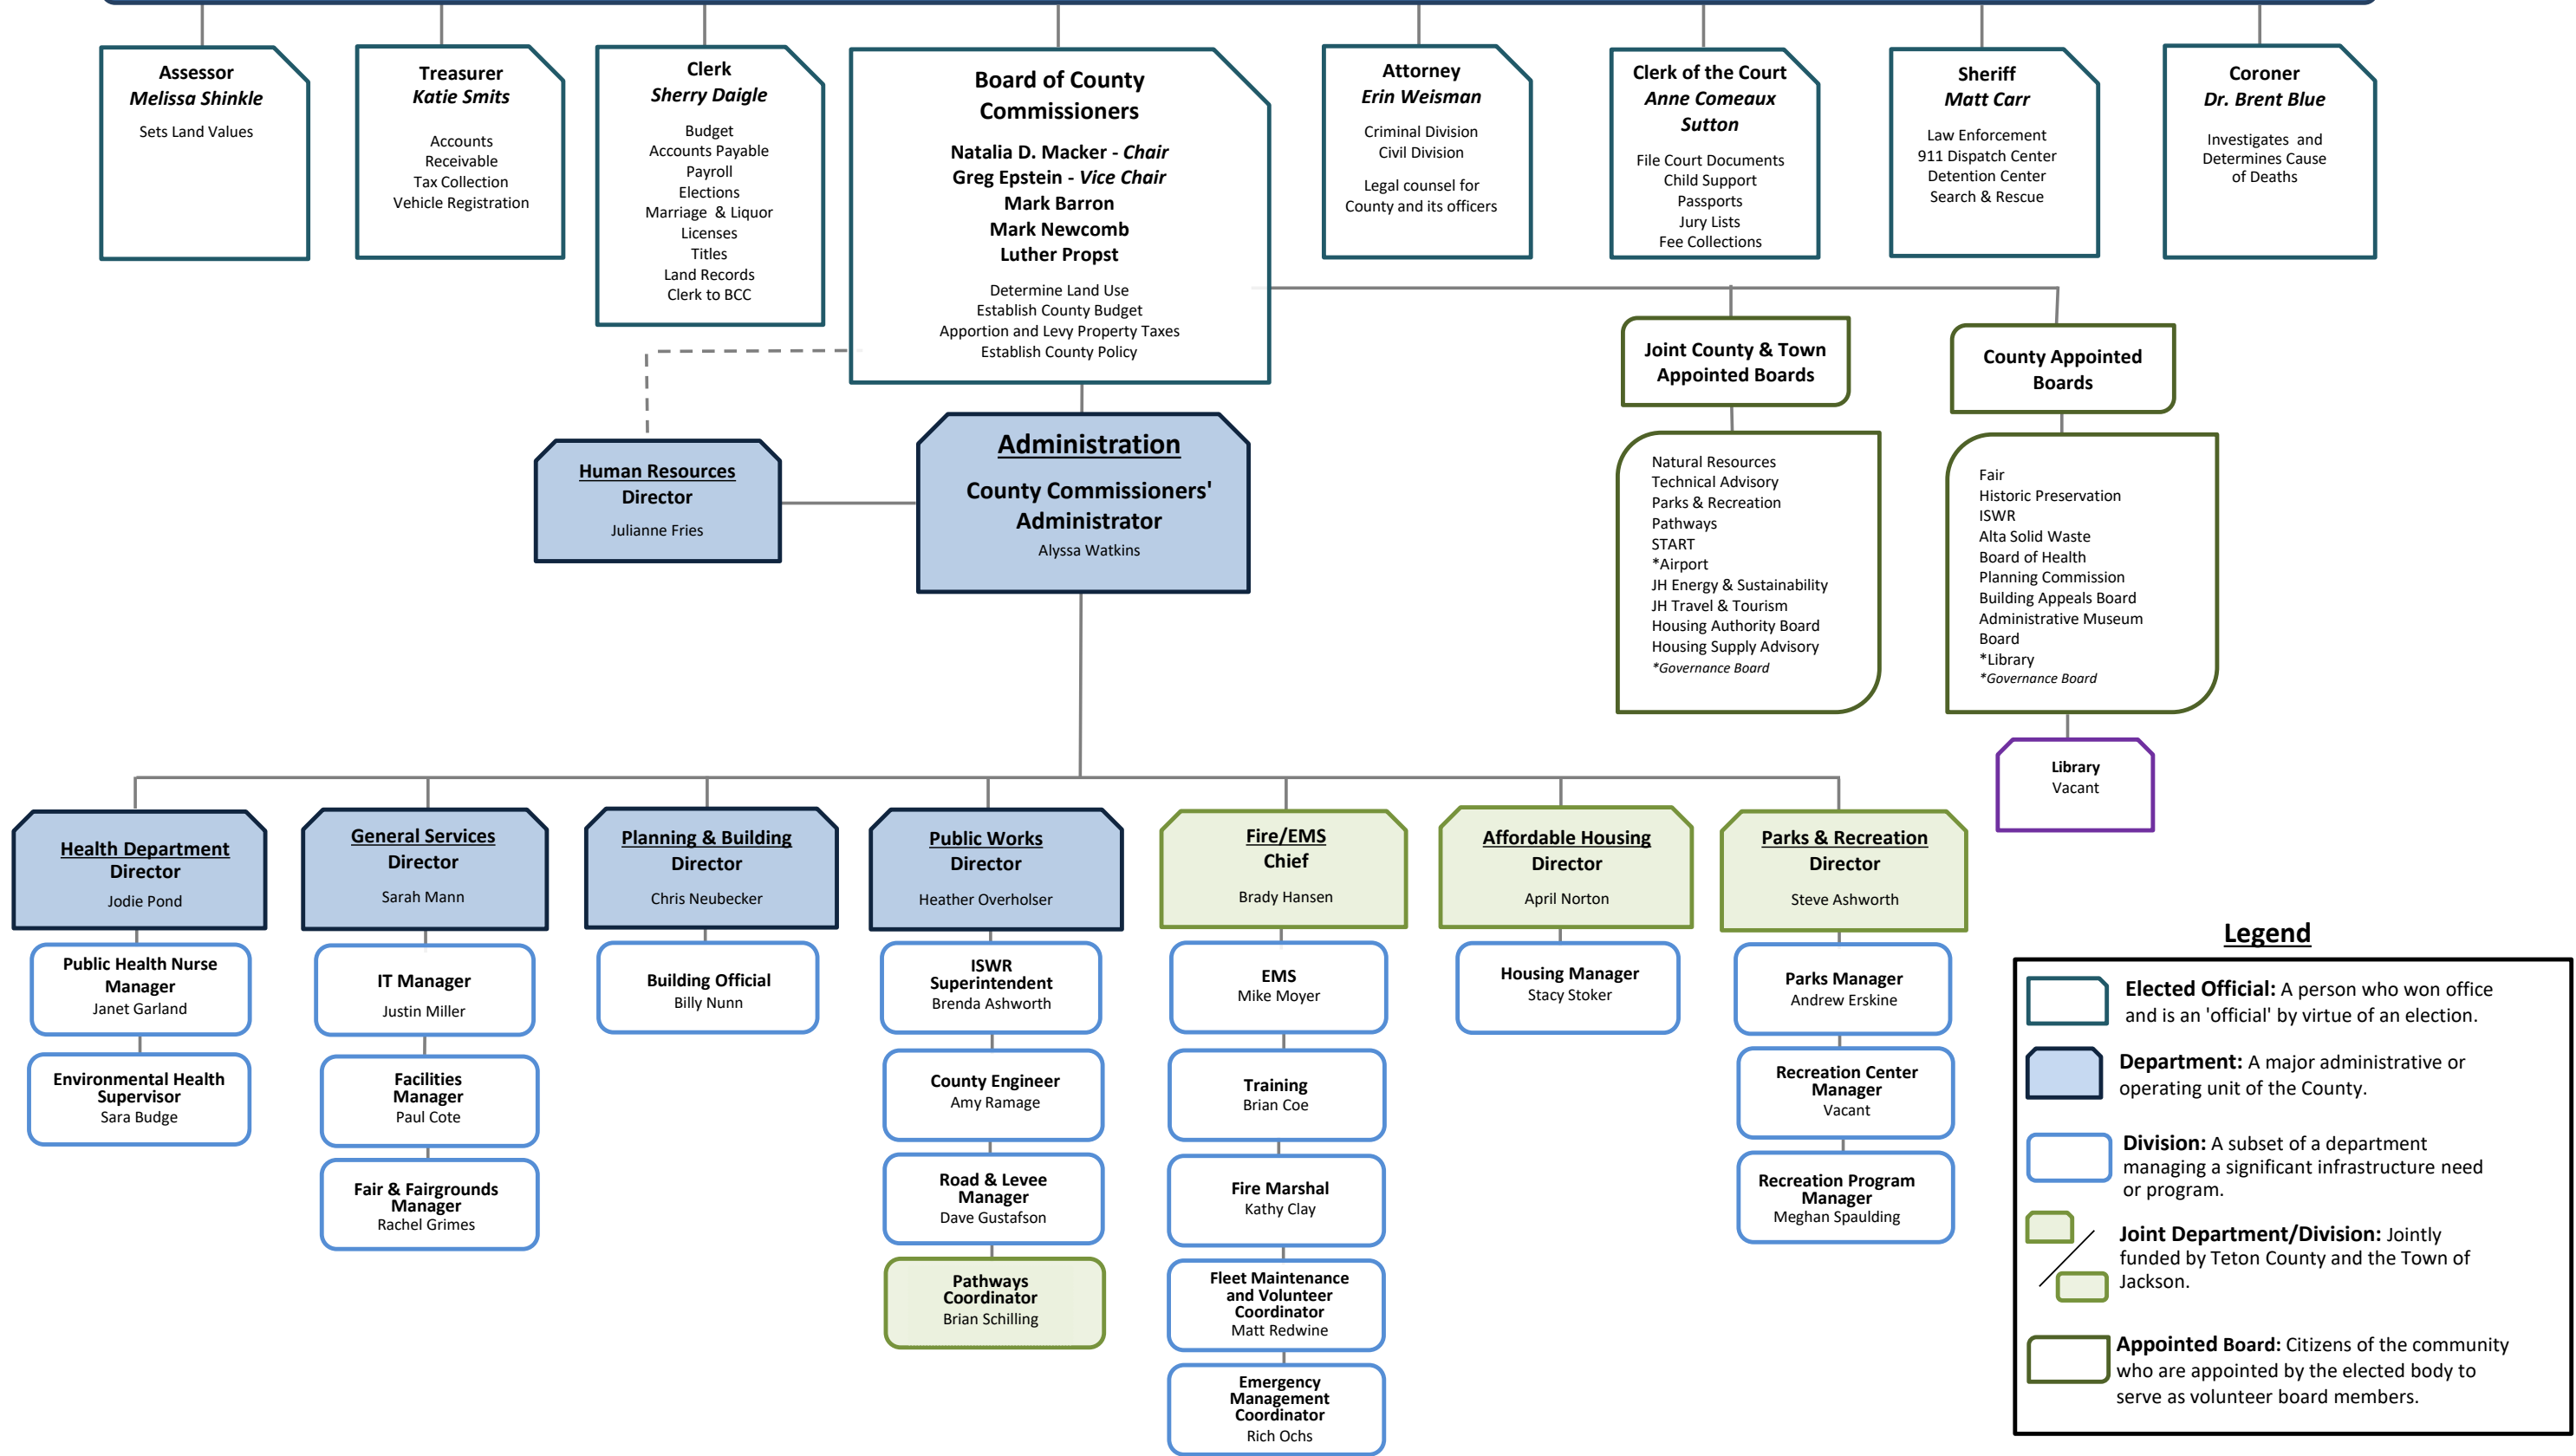 Assessor
Melissa Shinkle
Sets Land Values
Treasurer
Katie Smits
Accounts
Receivable
Tax Collection
Vehicle Registration
Clerk
Sherry Daigle
Budget
Accounts Payable
Payroll
Elections
Marriage & Liquor
Licenses
Titles
Land Records
Clerk to BCC
Board of County
Commissioners
Natalia D. Macker - Chair
Greg Epstein - Vice Chair
Mark Barron
Mark Newcomb
Luther Propst
Determine Land Use
Establish County Budget
Apportion and Levy Property Taxes
Establish County Policy
Attorney
Erin Weisman
Criminal Division
Civil Division
Legal counsel for
County and its officers
Clerk of the Court
Anne Comeaux
Sutton
File Court Documents
Child Support
Passports
Jury Lists
Fee Collections
Sheriff
Matt Carr
Law Enforcement
911 Dispatch Center
Detention Center
Search & Rescue
Coroner
Dr. Brent Blue
Investigates and
Determines Cause
of Deaths
Joint County & Town
Appointed Boards
County Appointed
Boards
Human Resources
Director
Julianne Fries
Administration
County Commissioners'
Administrator
Alyssa Watkins
Natural Resources
Technical Advisory
Parks & Recreation
Pathways
START
*Airport
JH Energy & Sustainability
JH Travel & Tourism
Housing Authority Board
Housing Supply Advisory
*Governance Board
Fair
Historic Preservation
ISWR
Alta Solid Waste
Board of Health
Planning Commission
Building Appeals Board
Administrative Museum
Board
*Library
*Governance Board
Library
Vacant
Health Department
Director
Jodie Pond
Public Health Nurse
Manager
Janet Garland
Environmental Health
Supervisor
Sara Budge
General Services
Director
Sarah Mann
IT Manager
Justin Miller
Facilities
Manager
Paul Cote
Fair & Fairgrounds
Manager
Rachel Grimes
Planning & Building
Director
Chris Neubecker
Building Official
Billy Nunn
Public Works
Director
Heather Overholser
ISWR
Superintendent
Brenda Ashworth
County Engineer
Amy Ramage
Road & Levee
Manager
Dave Gustafson
Pathways
Coordinator
Brian Schilling
Fire/EMS
Chief
Brady Hansen
EMS
Mike Moyer
Training
Brian Coe
Fire Marshal
Kathy Clay
Fleet Maintenance
and Volunteer
Coordinator
Matt Redwine
Emergency
Management
Coordinator
Rich Ochs
Affordable Housing
Director
April Norton
Housing Manager
Stacy Stoker
Parks & Recreation
Director
Steve Ashworth
Parks Manager
Andrew Erskine
Recreation Center
Manager
Vacant
Recreation Program
Manager
Meghan Spaulding
Legend
Elected Official: A person who won office
and is an 'official' by virtue of an election.
Department: A major administrative or
operating unit of the County.
Division: A subset of a department
managing a significant infrastructure need
or program.
Joint Department/Division: Jointly
funded by Teton County and the Town of
Jackson.
Appointed Board: Citizens of the community
who are appointed by the elected body to
serve as volunteer board members.